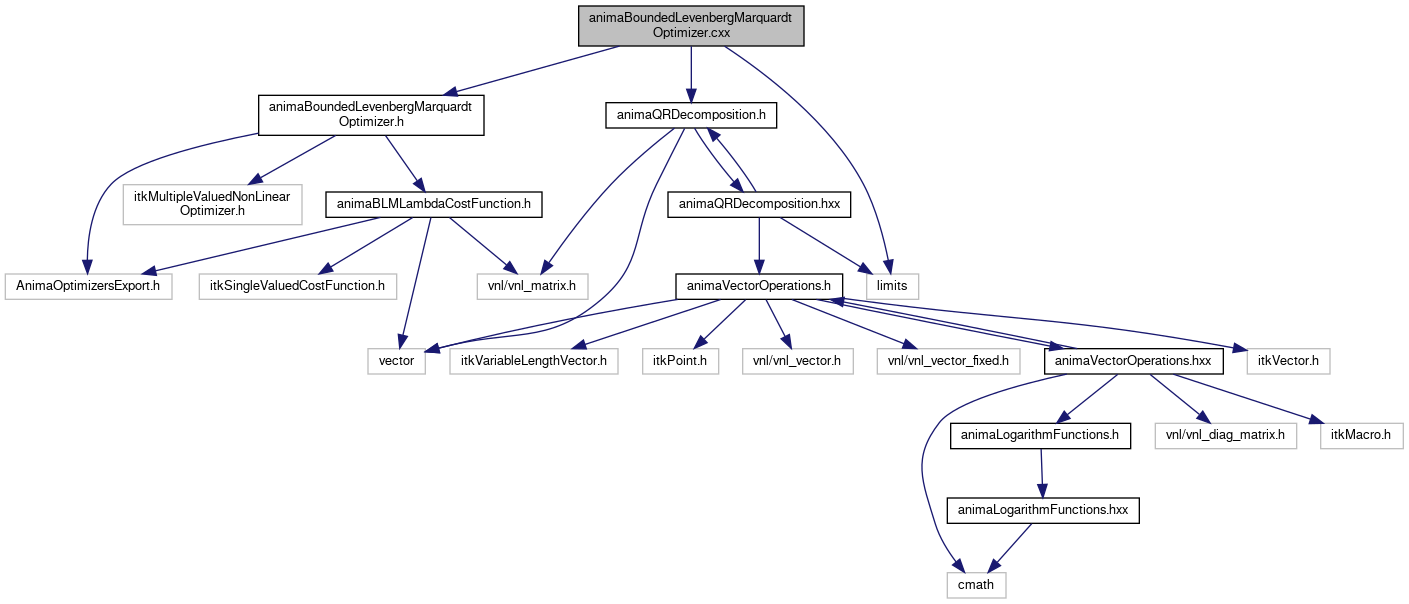 animaBoundedLevenbergMarquardt
Optimizer.cxx
animaBoundedLevenbergMarquardt
Optimizer.h
animaQRDecomposition.h
itkMultipleValuedNonLinear
Optimizer.h
animaBLMLambdaCostFunction.h
animaQRDecomposition.hxx
AnimaOptimizersExport.h
itkSingleValuedCostFunction.h
vnl/vnl_matrix.h
animaVectorOperations.h
limits
vector
itkVariableLengthVector.h
itkPoint.h
vnl/vnl_vector.h
vnl/vnl_vector_fixed.h
animaVectorOperations.hxx
itkVector.h
animaLogarithmFunctions.h
vnl/vnl_diag_matrix.h
itkMacro.h
animaLogarithmFunctions.hxx
cmath